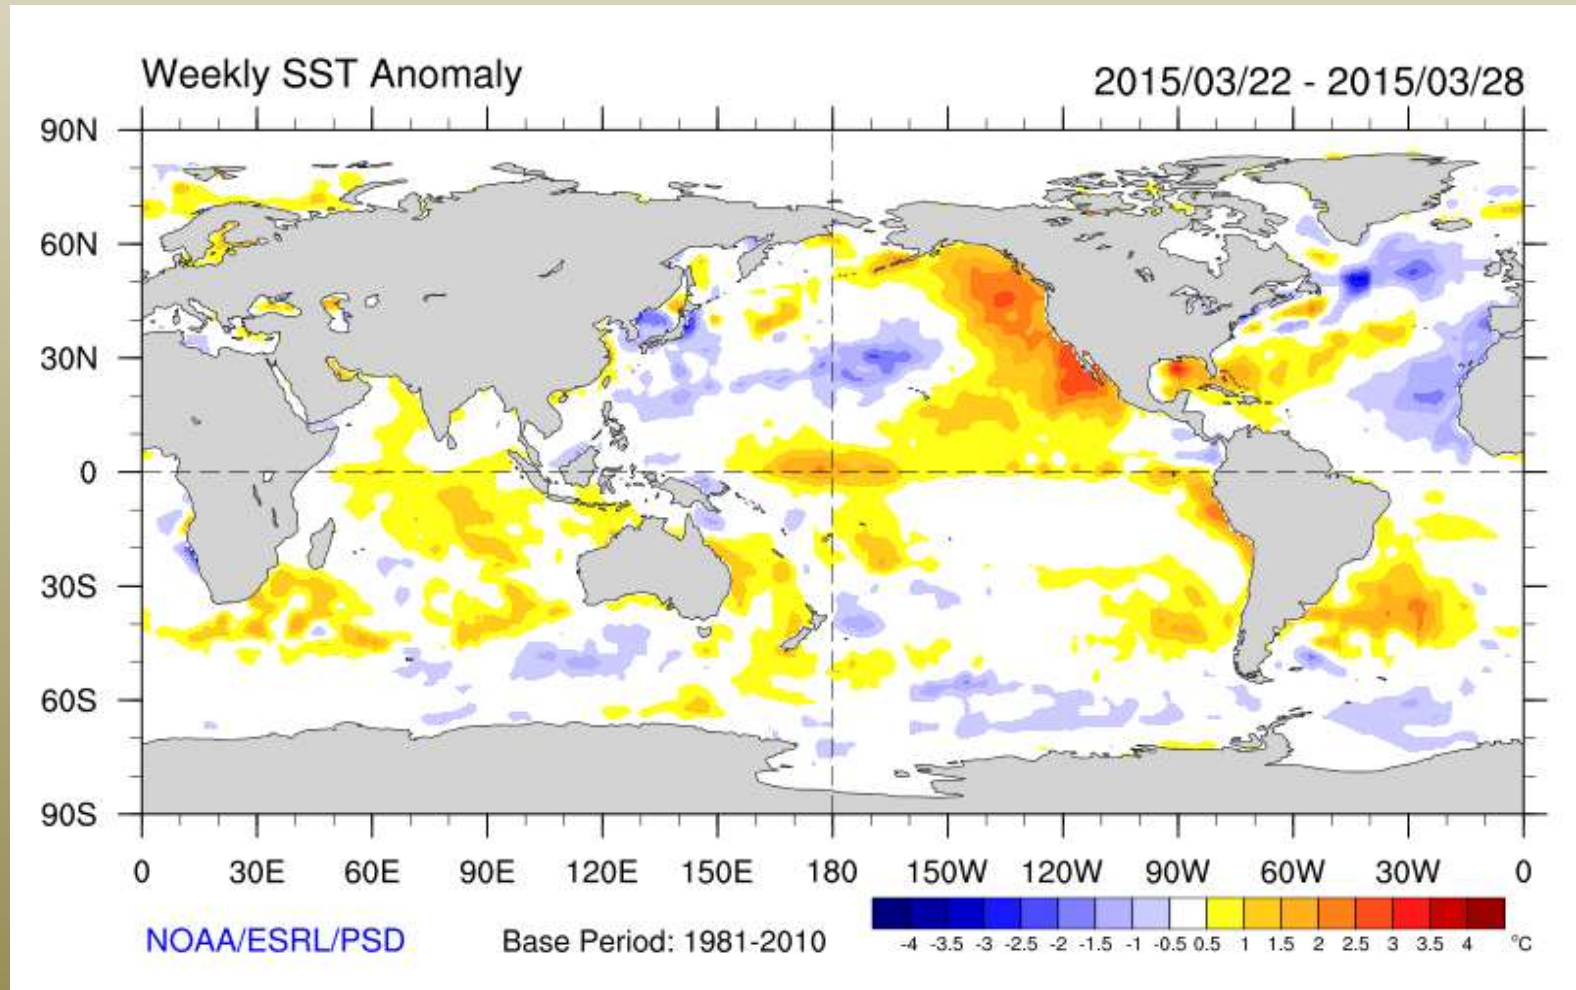 Weekly SST Anomaly 2015/03/22 - 2015/03/28
90N
60N
30N
0
30S
60S
90S
0 30E 60E 90E 120E 150E 180 150W 120W 90W 60W 30W 0
NOAA/ESRL/PSD Base Period: 1981-2010
-4 -3.5 -3 -2.5 -2 -1.5 -1 -0.5 0.5 1 1.5 2 2.5 3 3.5 4 °C